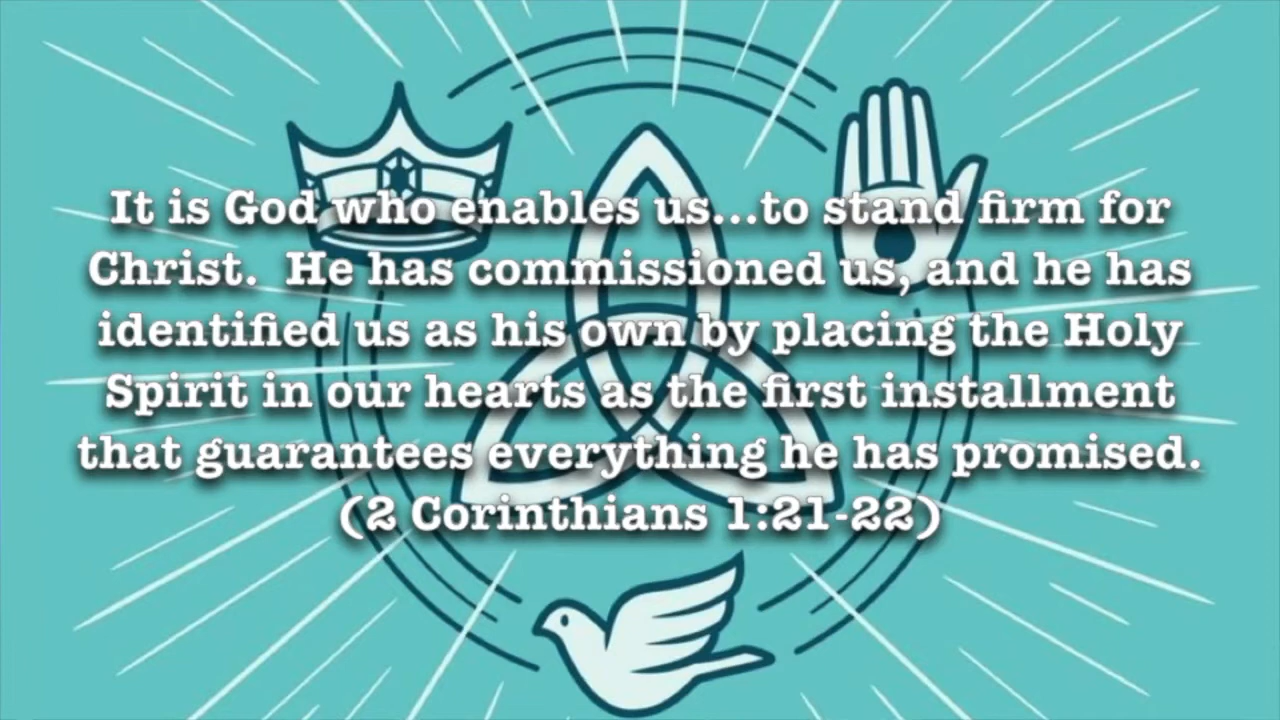 It is God who enables us...to stand firm for
Christ.  He has commissioned us, and he has
identified us as his own by placing the Holy
Spirit in our hearts as the first installment
that guarantees everything he has promised.
(2 Corinthians 1:21-22)